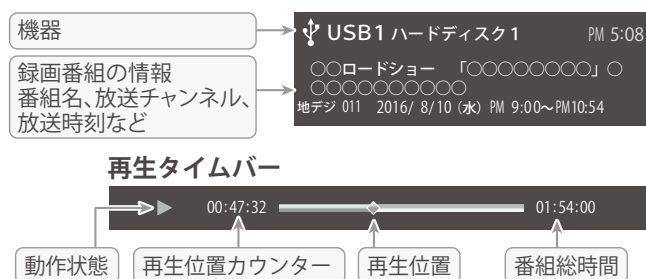 機器
USB1 ハードディスク1 PM 5:08
録画番組の情報
番組名、放送チャンネル、
放送時刻など
○○ロードショー 「○○○○○○○○」○
○○○○○○○○○○
地デジ 011 2016/ 8/10 (水) PM 9:00～PM10:54
再生タイムバー
00:47:32 01:54:00
動作状態 再生位置カウンター 再生位置 番組総時間